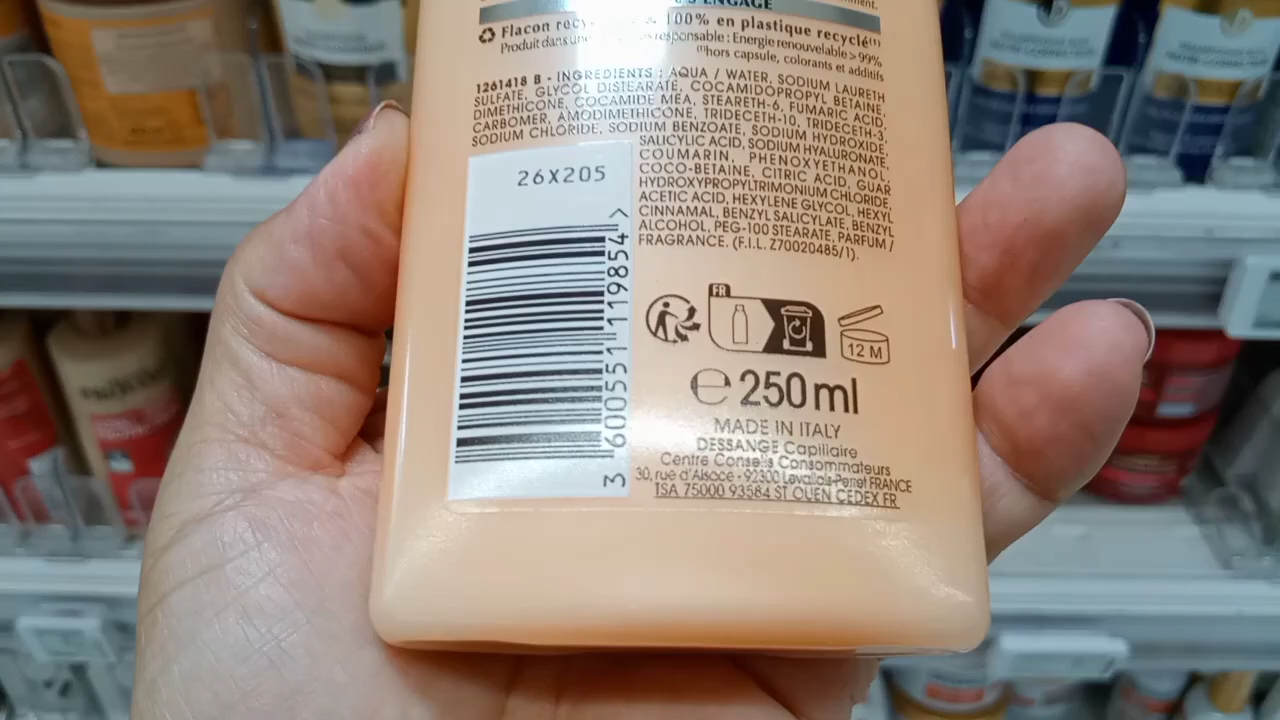 S'ENGAGE
Flacon 100% en plastique recyclé(1)
Produit dans une responsable : Energie renouvelable > 99%
(1)hors capsule, colorants et additifs
1261418 B - INGREDIENTS : AQUA / WATER, SODIUM LAURETH
SULFATE, GLYCOL DISTEARATE, COCAMIDOPROPYL BETAINE,
DIMETHICONE, COCAMIDE MEA, STEARETH-6, FUMARIC ACID,
CARBOMER, AMODIMETHICONE, TRIDECETH-10, TRIDECETH-3,
SODIUM CHLORIDE, SODIUM BENZOATE, SODIUM HYDROXIDE,
SALICYLIC ACID, SODIUM HYALURONATE,
COUMARIN, PHENOXYETHANOL,
COCO-BETAINE, CITRIC ACID, GUAR
HYDROXYPROPYLTRIMONIUM CHLORIDE,
ACETIC ACID, HEXYLENE GLYCOL, HEXYL
CINNAMAL, BENZYL SALICYLATE, BENZYL
ALCOHOL, PEG-100 STEARATE, PARFUM /
FRAGRANCE. (F.I.L. Z70020485/1).
26X205
3 600551 119854 >
FR
12 M
e 250 ml
MADE IN ITALY
DESSANGE Capillaire
Centre Conseils Consommateurs
30, rue d'Alsace - 92300 Levallois-Perret FRANCE
TSA 75000 93584 ST OUEN CEDEX FR